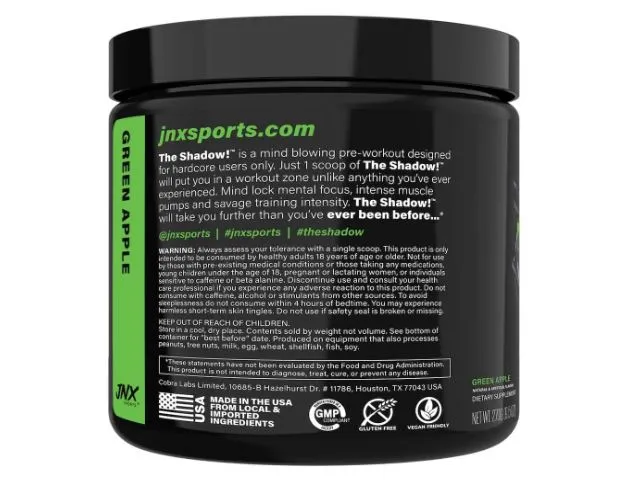 GREEN APPLE
JNX
SPORTS
jnxsports.com
The Shadow!™ is a mind blowing pre-workout designed
for hardcore users only. Just 1 scoop of The Shadow!™
will put you in a workout zone unlike anything you've ever
experienced. Mind lock mental focus, intense muscle
pumps and savage training intensity. The Shadow!™
will take you further than you've ever been before...*
@jnxsports | #jnxsports | #theshadow
WARNING: Always assess your tolerance with a single scoop. This product is only
intended to be consumed by healthy adults 18 years of age or older. Not for use
by those with pre-existing medical conditions or those taking any medications,
young children under the age of 18, pregnant or lactating women, or individuals
sensitive to caffeine or beta alanine. Discontinue use and consult your health
care professional if you experience any adverse reaction to this product. Do not
consume with caffeine, alcohol or stimulants from other sources. To avoid
sleeplessness do not consume within 4 hours of bedtime. You may experience
harmless short-term skin tingles. Do not use if safety seal is broken or missing.
KEEP OUT OF REACH OF CHILDREN.
Store in a cool, dry place. Contents sold by weight not volume. See bottom of
container for "best before" date. Produced on equipment that also processes
peanuts, tree nuts, milk, egg, wheat, shellfish, fish, soy.
*These statements have not been evaluated by the Food and Drug Administration.
This product is not intended to diagnose, treat, cure, or prevent any disease.
Cobra Labs Limited, 10685-B Hazelhurst Dr. # 11786, Houston, TX 77043 USA
USA
MADE IN THE USA
FROM LOCAL &
IMPORTED
INGREDIENTS
GMP
COMPLIANT
GLUTEN FREE
VEGAN FRIENDLY
GREEN APPLE
DIETARY SUPPLEMENT
NET WT